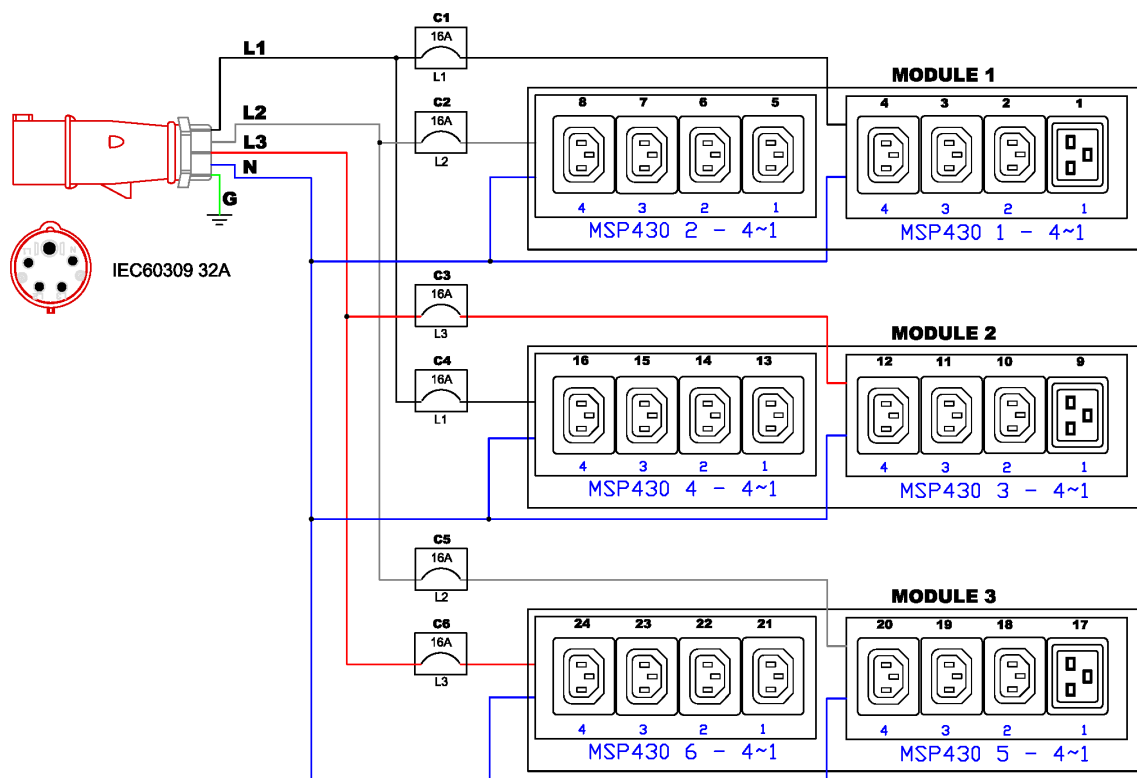 C1
16A
L1
L1
C2
16A
L2
L2
L3
N
G
IEC60309 32A
MODULE 1
8 7 6 5 4 3 2 1
4 3 2 1 4 3 2 1
MSP430 2 - 4~1 MSP430 1 - 4~1
C3
16A
L3
C4
16A
L1
MODULE 2
16 15 14 13 12 11 10 9
4 3 2 1 4 3 2 1
MSP430 4 - 4~1 MSP430 3 - 4~1
C5
16A
L2
C6
16A
L3
MODULE 3
24 23 22 21 20 19 18 17
4 3 2 1 4 3 2 1
MSP430 6 - 4~1 MSP430 5 - 4~1